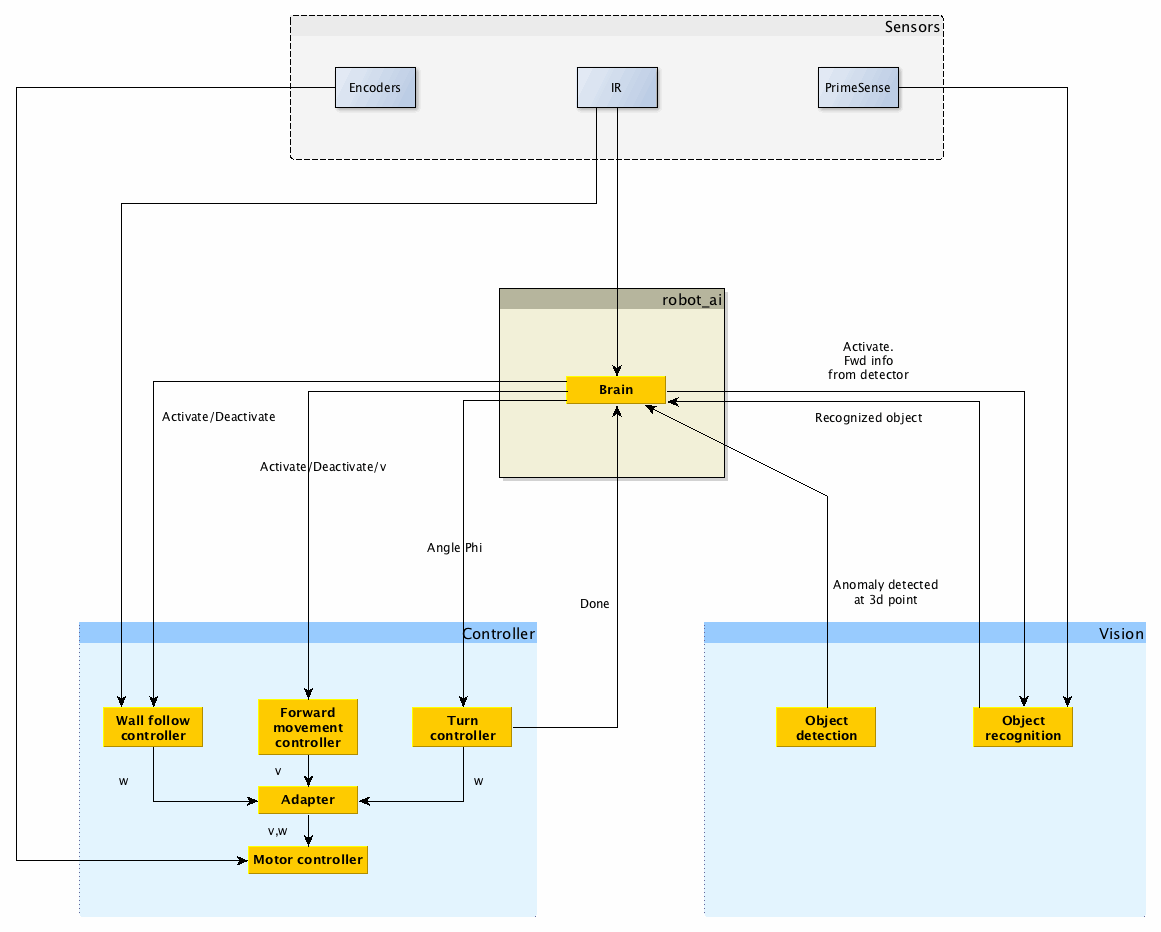 Sensors
Encoders
IR
PrimeSense
robot_ai
Brain
Activate.
Fwd info
from detector
Recognized object
Activate/Deactivate
Activate/Deactivate/v
Angle Phi
Done
Anomaly detected
at 3d point
Controller
Vision
Wall follow
controller
Forward
movement
controller
Turn
controller
Object
detection
Object
recognition
w
v
w
Adapter
v,w
Motor controller